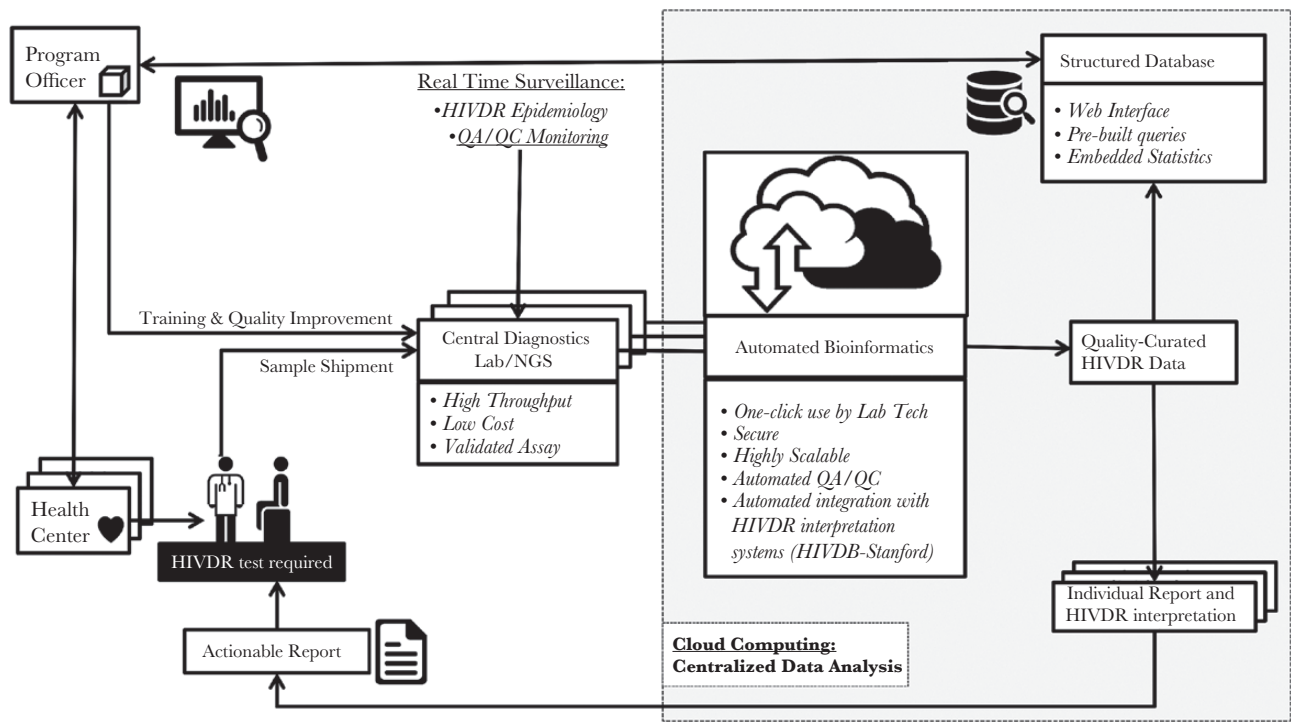 Program
Officer
Real Time Surveillance:
•HIVDR Epidemiology
•QA/QC Monitoring
Structured Database
• Web Interface
• Pre-built queries
• Embedded Statistics
Training & Quality Improvement
Sample Shipment
Central Diagnostics
Lab/NGS
• High Throughput
• Low Cost
• Validated Assay
Automated Bioinformatics
• One-click use by Lab Tech
• Secure
• Highly Scalable
• Automated QA/QC
• Automated integration with
HIVDR interpretation
systems (HIVDB-Stanford)
Quality-Curated
HIVDR Data
Health
Center
HIVDR test required
Actionable Report
Individual Report and
HIVDR interpretation
Cloud Computing:
Centralized Data Analysis